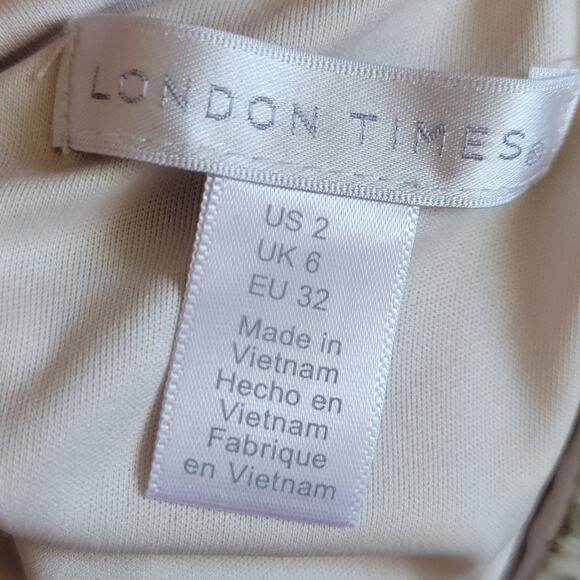 LONDON TIMES®
US 2
UK 6
EU 32
Made in
Vietnam
Hecho en
Vietnam
Fabrique
en Vietnam